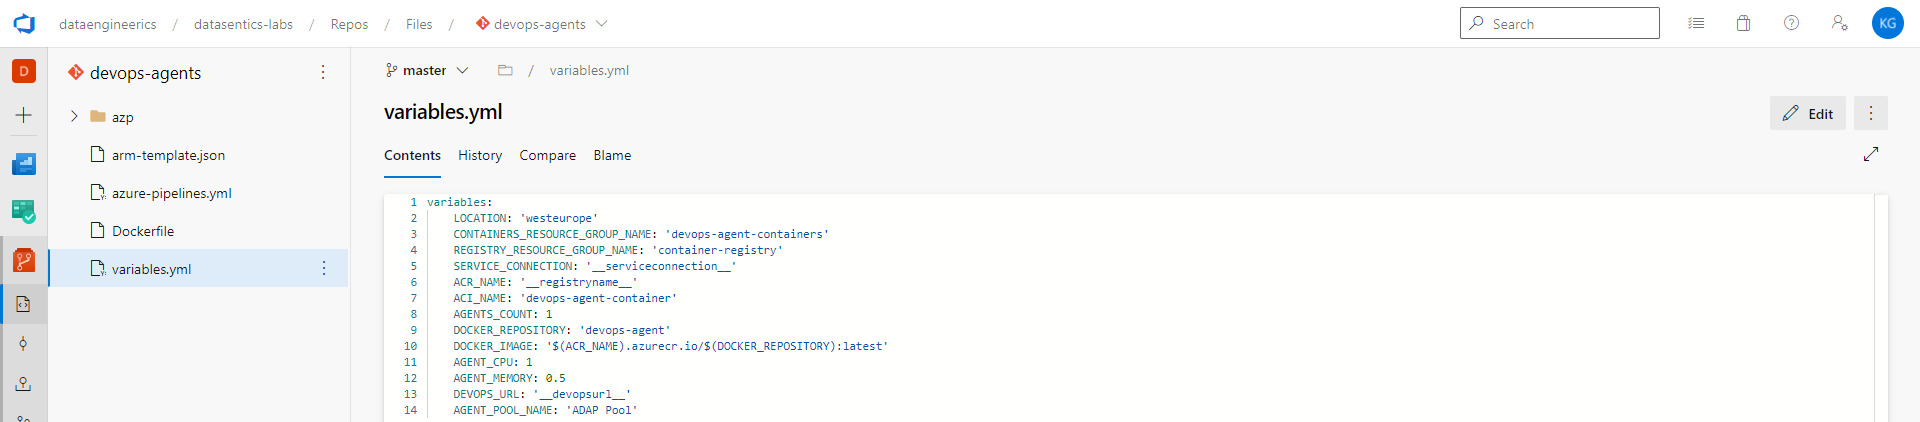 dataengineerics / datasentics-labs / Repos / Files / devops-agents
Search
KG
D
devops-agents
azp
arm-template.json
azure-pipelines.yml
Dockerfile
variables.yml
master / variables.yml
variables.yml
Edit
Contents History Compare Blame
1 variables:
2 LOCATION: 'westeurope'
3 CONTAINERS_RESOURCE_GROUP_NAME: 'devops-agent-containers'
4 REGISTRY_RESOURCE_GROUP_NAME: 'container-registry'
5 SERVICE_CONNECTION: '__serviceconnection__'
6 ACR_NAME: '__registryname__'
7 ACI_NAME: 'devops-agent-container'
8 AGENTS_COUNT: 1
9 DOCKER_REPOSITORY: 'devops-agent'
10 DOCKER_IMAGE: '$(ACR_NAME).azurecr.io/$(DOCKER_REPOSITORY):latest'
11 AGENT_CPU: 1
12 AGENT_MEMORY: 0.5
13 DEVOPS_URL: '__devopsurl__'
14 AGENT_POOL_NAME: 'ADAP Pool'